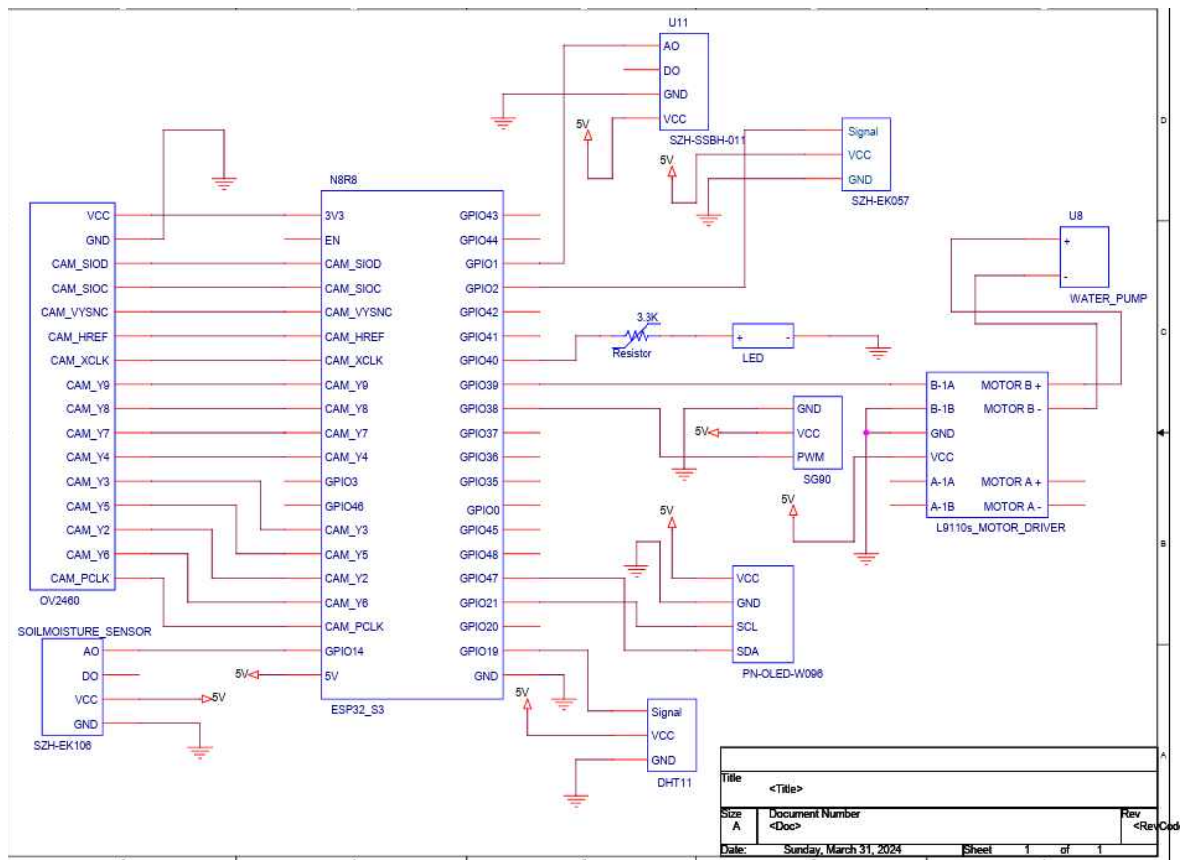 U11
AO
DO
GND
VCC
SZH-SSBH-011
5V
Signal
VCC
GND
SZH-EK057
5V
D
N8R8
3V3
EN
CAM_SIOD
CAM_SIOC
CAM_VYSNC
CAM_HREF
CAM_XCLK
CAM_Y9
CAM_Y8
CAM_Y7
CAM_Y4
GPIO3
GPIO46
CAM_Y3
CAM_Y5
CAM_Y2
CAM_Y6
CAM_PCLK
GPIO14
5V
GPIO43
GPIO44
GPIO1
GPIO2
GPIO42
GPIO41
GPIO40
GPIO39
GPIO38
GPIO37
GPIO36
GPIO35
GPIO0
GPIO45
GPIO48
GPIO47
GPIO21
GPIO20
GPIO19
GND
ESP32_S3
5V
VCC
GND
CAM_SIOD
CAM_SIOC
CAM_VYSNC
CAM_HREF
CAM_XCLK
CAM_Y9
CAM_Y8
CAM_Y7
CAM_Y4
CAM_Y3
CAM_Y5
CAM_Y2
CAM_Y6
CAM_PCLK
OV2460
SOILMOISTURE_SENSOR
AO
DO
VCC
GND
5V
SZH-EK106
U8
+
-
WATER_PUMP
C
3.3K
Resistor
+ -
LED
B-1A
B-1B
GND
VCC
A-1A
A-1B
MOTOR B +
MOTOR B -
MOTOR A +
MOTOR A -
L9110s_MOTOR_DRIVER
5V
GND
VCC
PWM
5V
SG90
B
5V
VCC
GND
SCL
SDA
PN-OLED-W096
5V
Signal
VCC
GND
DHT11
A
Title
<Title>
Size
A
Document Number
<Doc>
Rev
<RevCod
Date: Sunday, March 31, 2024 Sheet 1 of 1